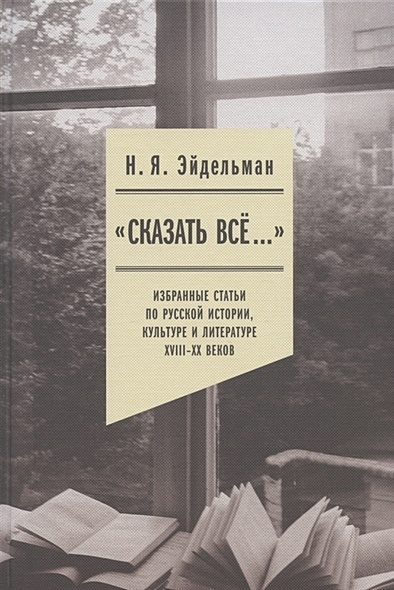 Н. Я. Эйдельман
«СКАЗАТЬ ВСЁ...»
ИЗБРАННЫЕ СТАТЬИ
ПО РУССКОЙ ИСТОРИИ,
КУЛЬТУРЕ И ЛИТЕРАТУРЕ
XVIII–XX ВЕКОВ